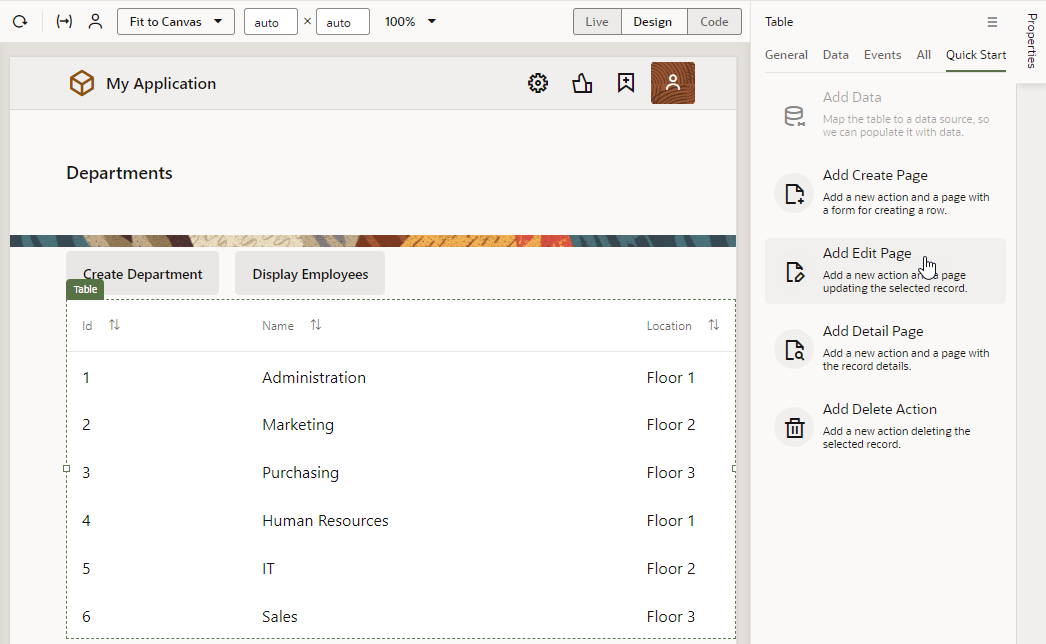 Fit to Canvas
auto × auto
100%
Live Design Code
My Application
Departments
Create Department
Display Employees
Table
Id Name Location
1 Administration Floor 1
2 Marketing Floor 2
3 Purchasing Floor 3
4 Human Resources Floor 1
5 IT Floor 2
6 Sales Floor 3
Table
General Data Events All Quick Start
Add Data
Map the table to a data source, so
we can populate it with data.
Add Create Page
Add a new action and a page with
a form for creating a row.
Add Edit Page
Add a new action and a page
updating the selected record.
Add Detail Page
Add a new action and a page with
the record details.
Add Delete Action
Add a new action deleting the
selected record.
Properties